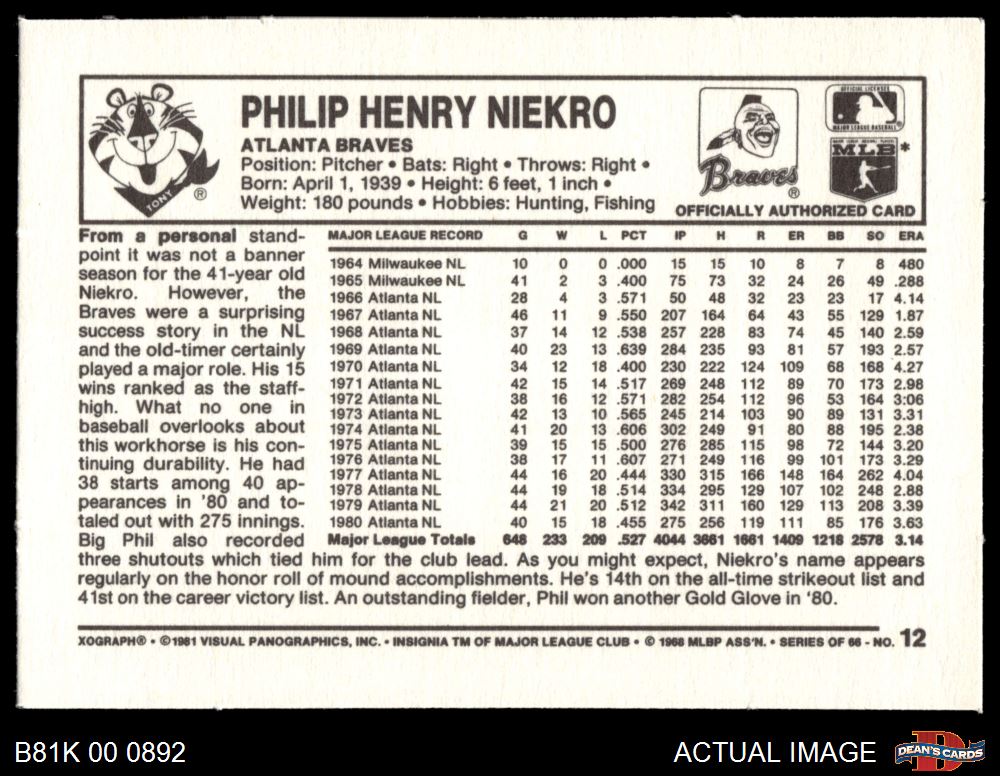 TONY
®
PHILIP HENRY NIEKRO
ATLANTA BRAVES
Position: Pitcher • Bats: Right • Throws: Right •
Born: April 1, 1939 • Height: 6 feet, 1 inch •
Weight: 180 pounds • Hobbies: Hunting, Fishing
Braves
®
OFFICIAL LICENSEE
MAJOR LEAGUE BASEBALL
MLB *
OFFICIALLY AUTHORIZED CARD
From a personal stand-
point it was not a banner
season for the 41-year old
Niekro. However, the
Braves were a surprising
success story in the NL
and the old-timer certainly
played a major role. His 15
wins ranked as the staff-
high. What no one in
baseball overlooks about
this workhorse is his con-
tinuing durability. He had
38 starts among 40 ap-
pearances in '80 and to-
taled out with 275 innings.
Big Phil also recorded
three shutouts which tied him for the club lead. As you might expect, Niekro's name appears
regularly on the honor roll of mound accomplishments. He's 14th on the all-time strikeout list and
41st on the career victory list. An outstanding fielder, Phil won another Gold Glove in '80.
MAJOR LEAGUE RECORD G W L PCT IP H R ER BB SO ERA
1964 Milwaukee NL 10 0 0 .000 15 15 10 8 7 8 480
1965 Milwaukee NL 41 2 3 .400 75 73 32 24 26 49 .288
1966 Atlanta NL 28 4 3 .571 50 48 32 23 23 17 4.14
1967 Atlanta NL 46 11 9 .550 207 164 64 43 55 129 1.87
1968 Atlanta NL 37 14 12 .538 257 228 83 74 45 140 2.59
1969 Atlanta NL 40 23 13 .639 284 235 93 81 57 193 2.57
1970 Atlanta NL 34 12 18 .400 230 222 124 109 68 168 4.27
1971 Atlanta NL 42 15 14 .517 269 248 112 89 70 173 2.98
1972 Atlanta NL 38 16 12 .571 282 254 112 96 53 164 3:06
1973 Atlanta NL 42 13 10 .565 245 214 103 90 89 131 3.31
1974 Atlanta NL 41 20 13 .606 302 249 91 80 88 195 2.38
1975 Atlanta NL 39 15 15 .500 276 285 115 98 72 144 3.20
1976 Atlanta NL 38 17 11 .607 271 249 116 99 101 173 3.29
1977 Atlanta NL 44 16 20 .444 330 315 166 148 164 262 4.04
1978 Atlanta NL 44 19 18 .514 334 295 129 107 102 248 2.88
1979 Atlanta NL 44 21 20 .512 342 311 160 129 113 208 3.39
1980 Atlanta NL 40 15 18 .455 275 256 119 111 85 176 3.63
Major League Totals 648 233 209 .527 4044 3661 1661 1409 1218 2578 3.14
XOGRAPH® • ©1981 VISUAL PANOGRAPHICS, INC. • INSIGNIA TM OF MAJOR LEAGUE CLUB • © 1968 MLBP ASS'N. • SERIES OF 66 - NO. 12
B81K 00 0892
ACTUAL IMAGE
DEAN'S CARDS